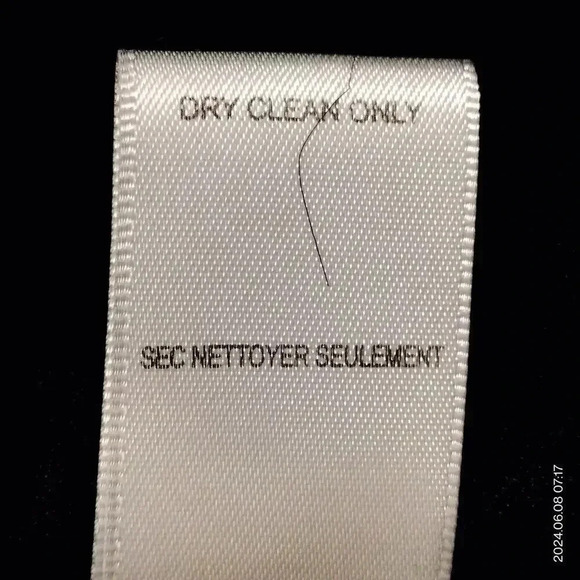 DRY CLEAN ONLY
SEC NETTOYER SEULEMENT
2024.06.08 07:17